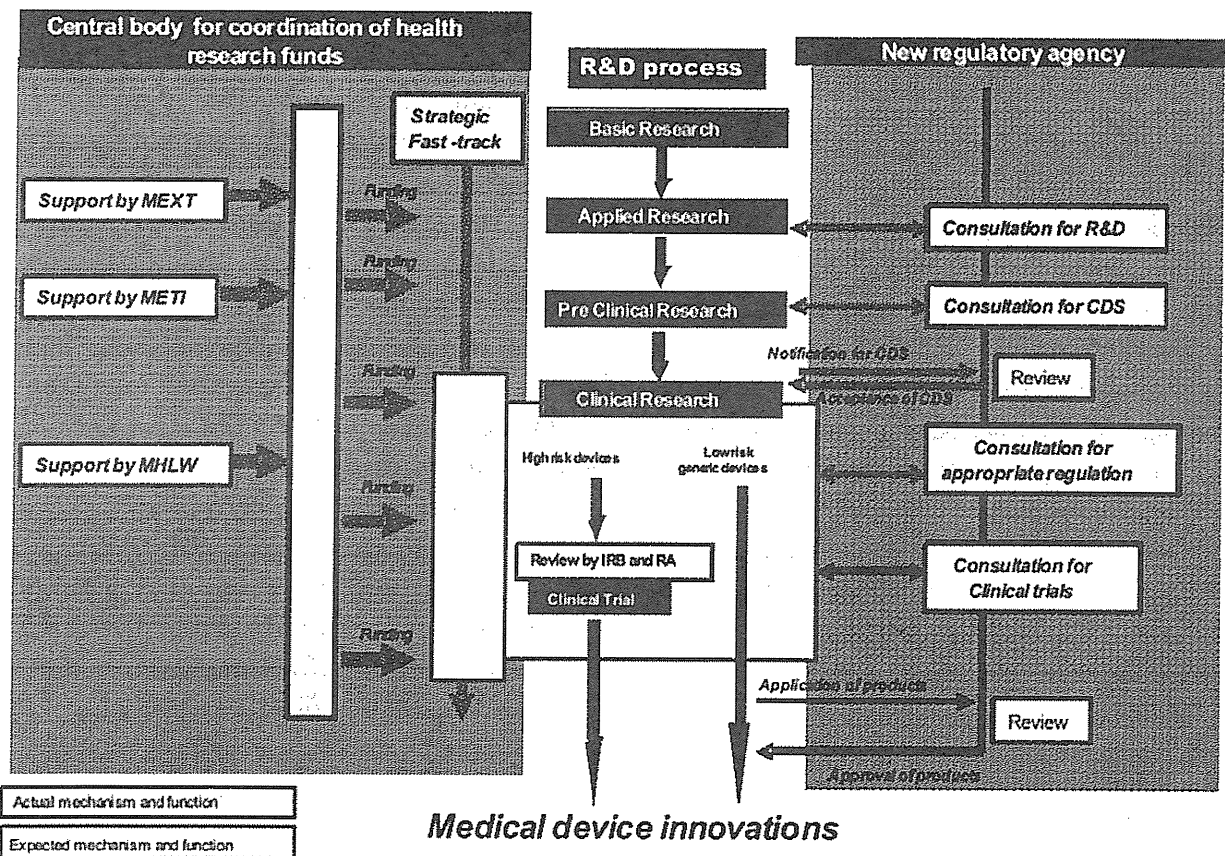 Central body for coordination of health
research funds
Strategic
Fast -track
Support by MEXT
Support by METI
Support by MHLW
Funding
Funding
Funding
Funding
Funding
R&D process
Basic Research
Applied Research
Pre Clinical Research
Clinical Research
High risk devices
Low risk
generic devices
Review by IRB and RA
Clinical Trial
New regulatory agency
Consultation for R&D
Consultation for CDS
Notification for CDS
Acceptance of CDS
Review
Consultation for
appropriate regulation
Consultation for
Clinical trials
Application of products
Review
Approval of products
Medical device innovations
Actual mechanism and function
Expected mechanism and function